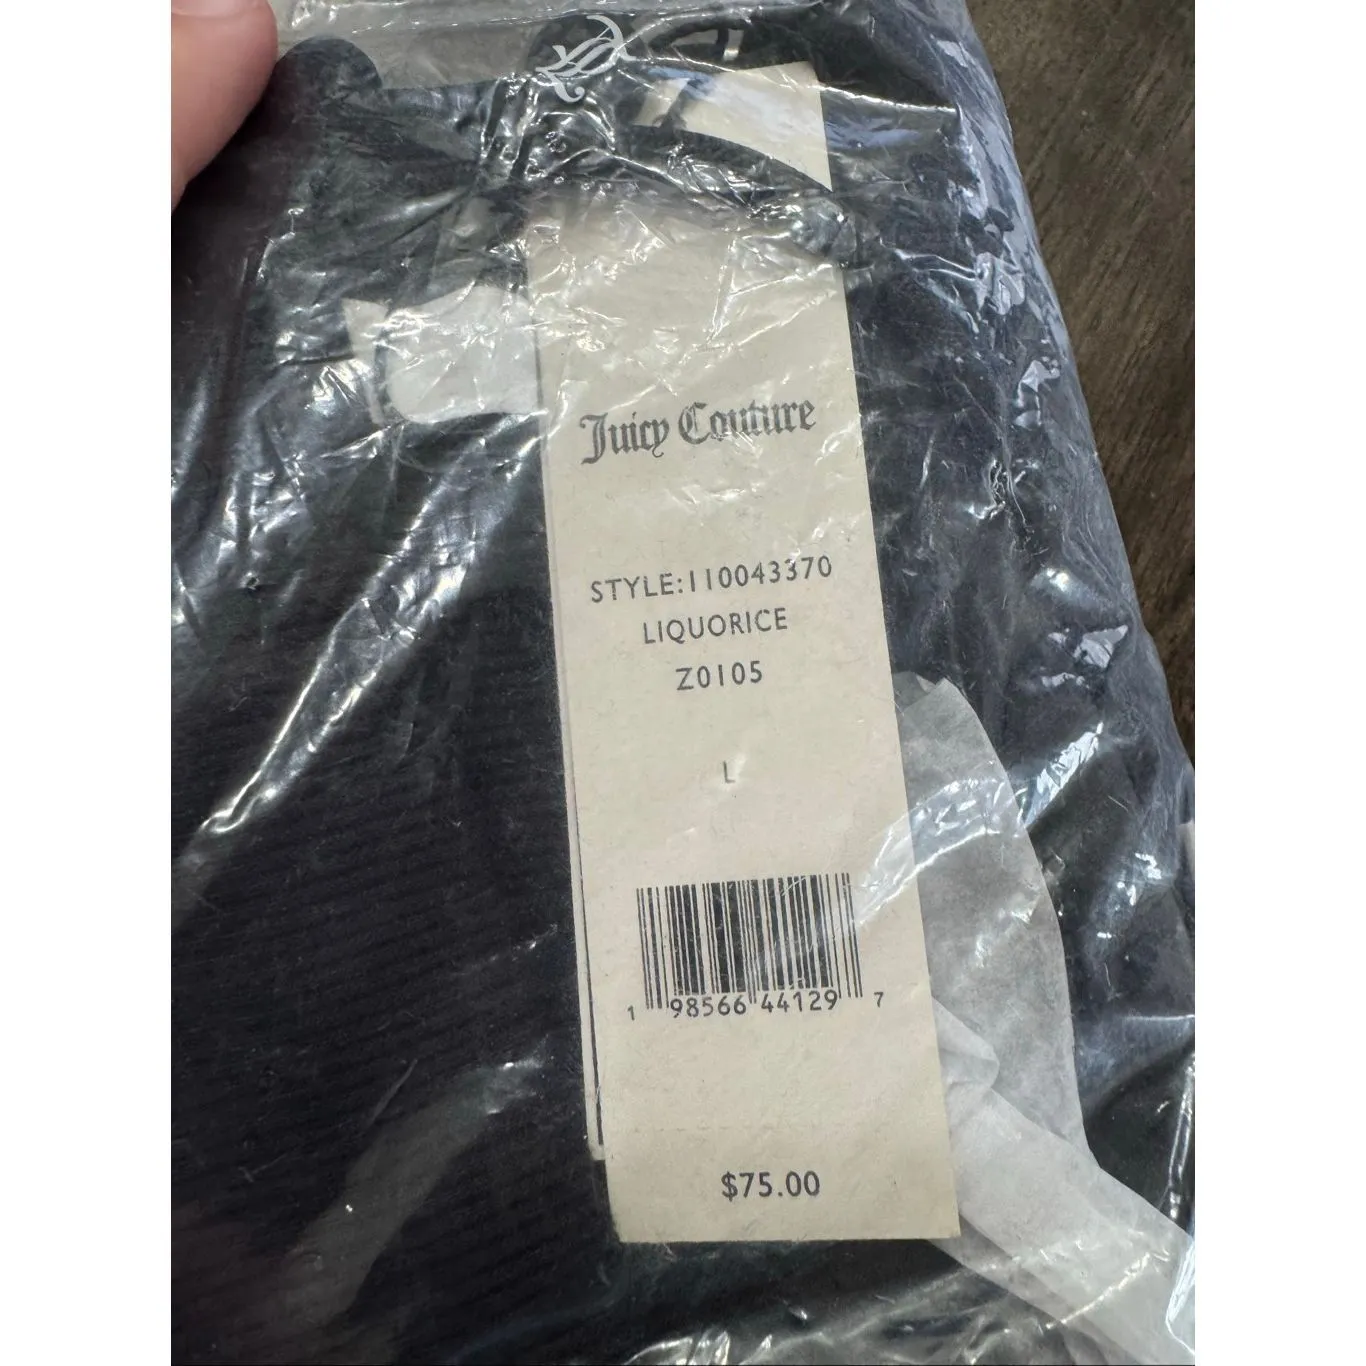 Juicy Couture
STYLE:110043370
LIQUORICE
Z0105
L
1 98566 44129 7
$75.00